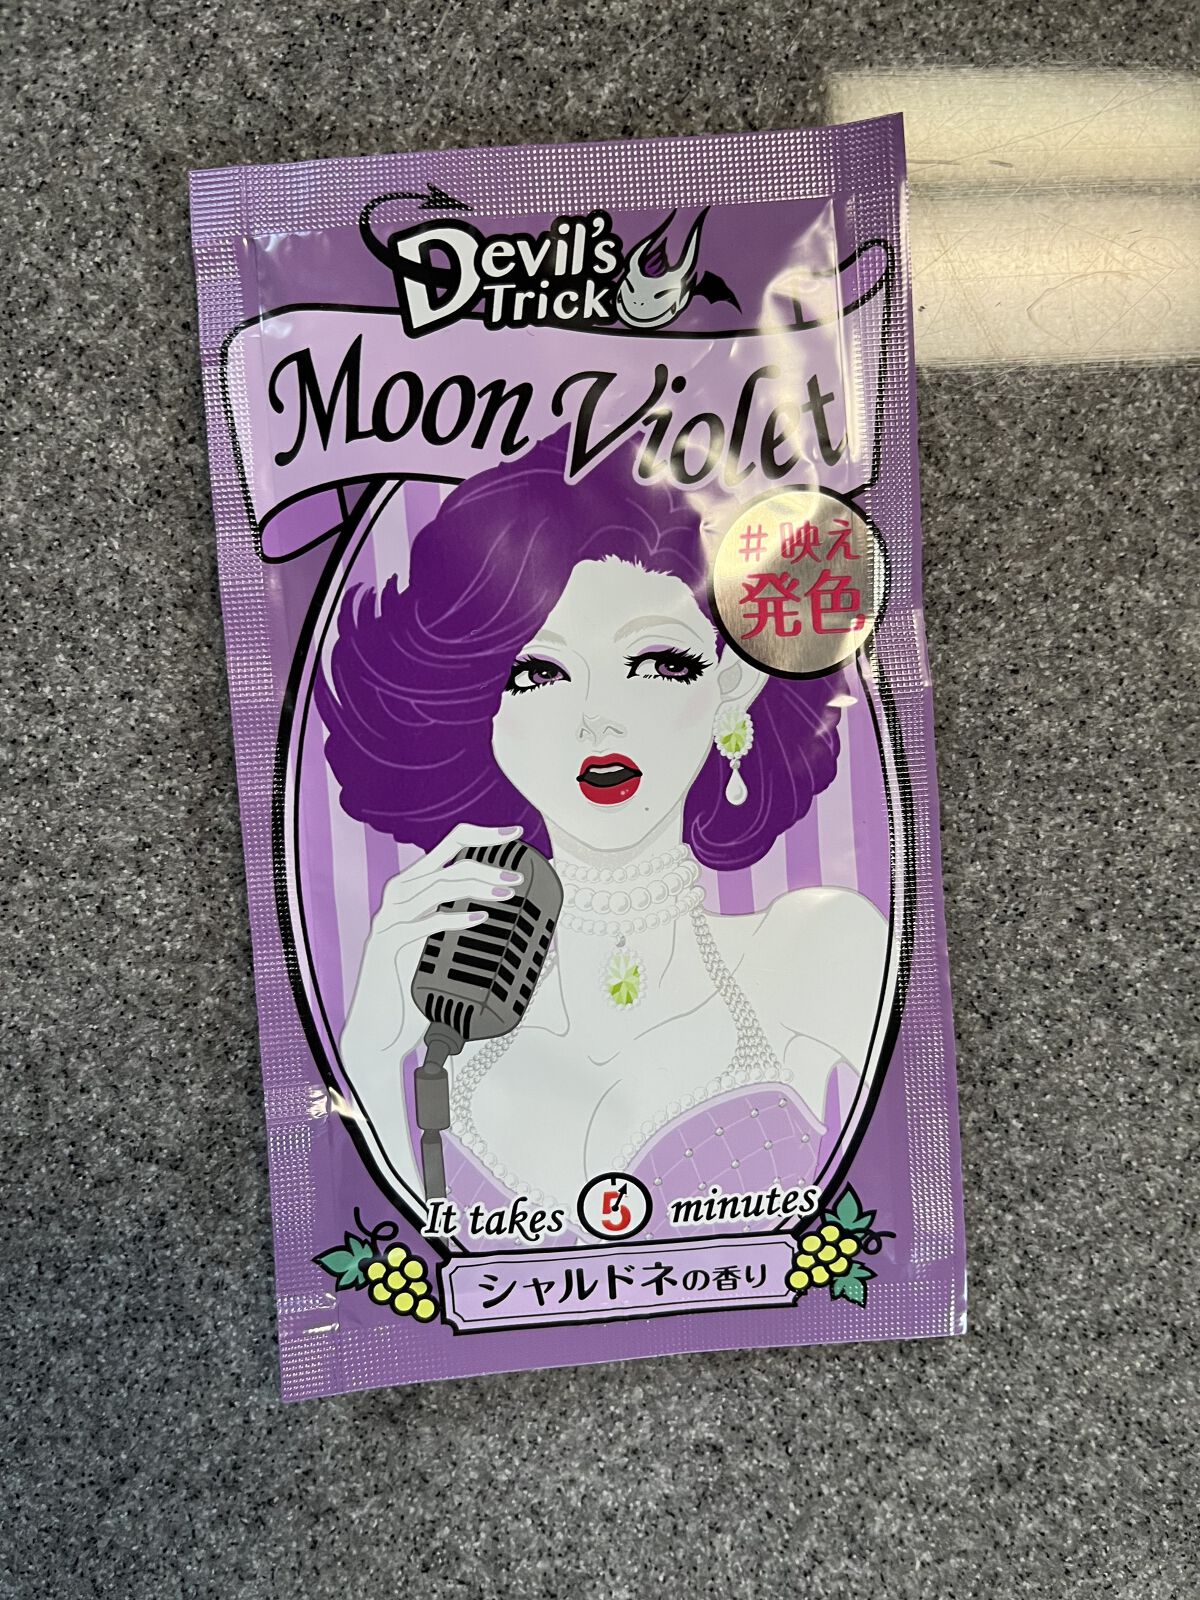 Devil's
Trick
Moon Violet
#映え
発色
It takes 5 minutes
シャルドネの香り